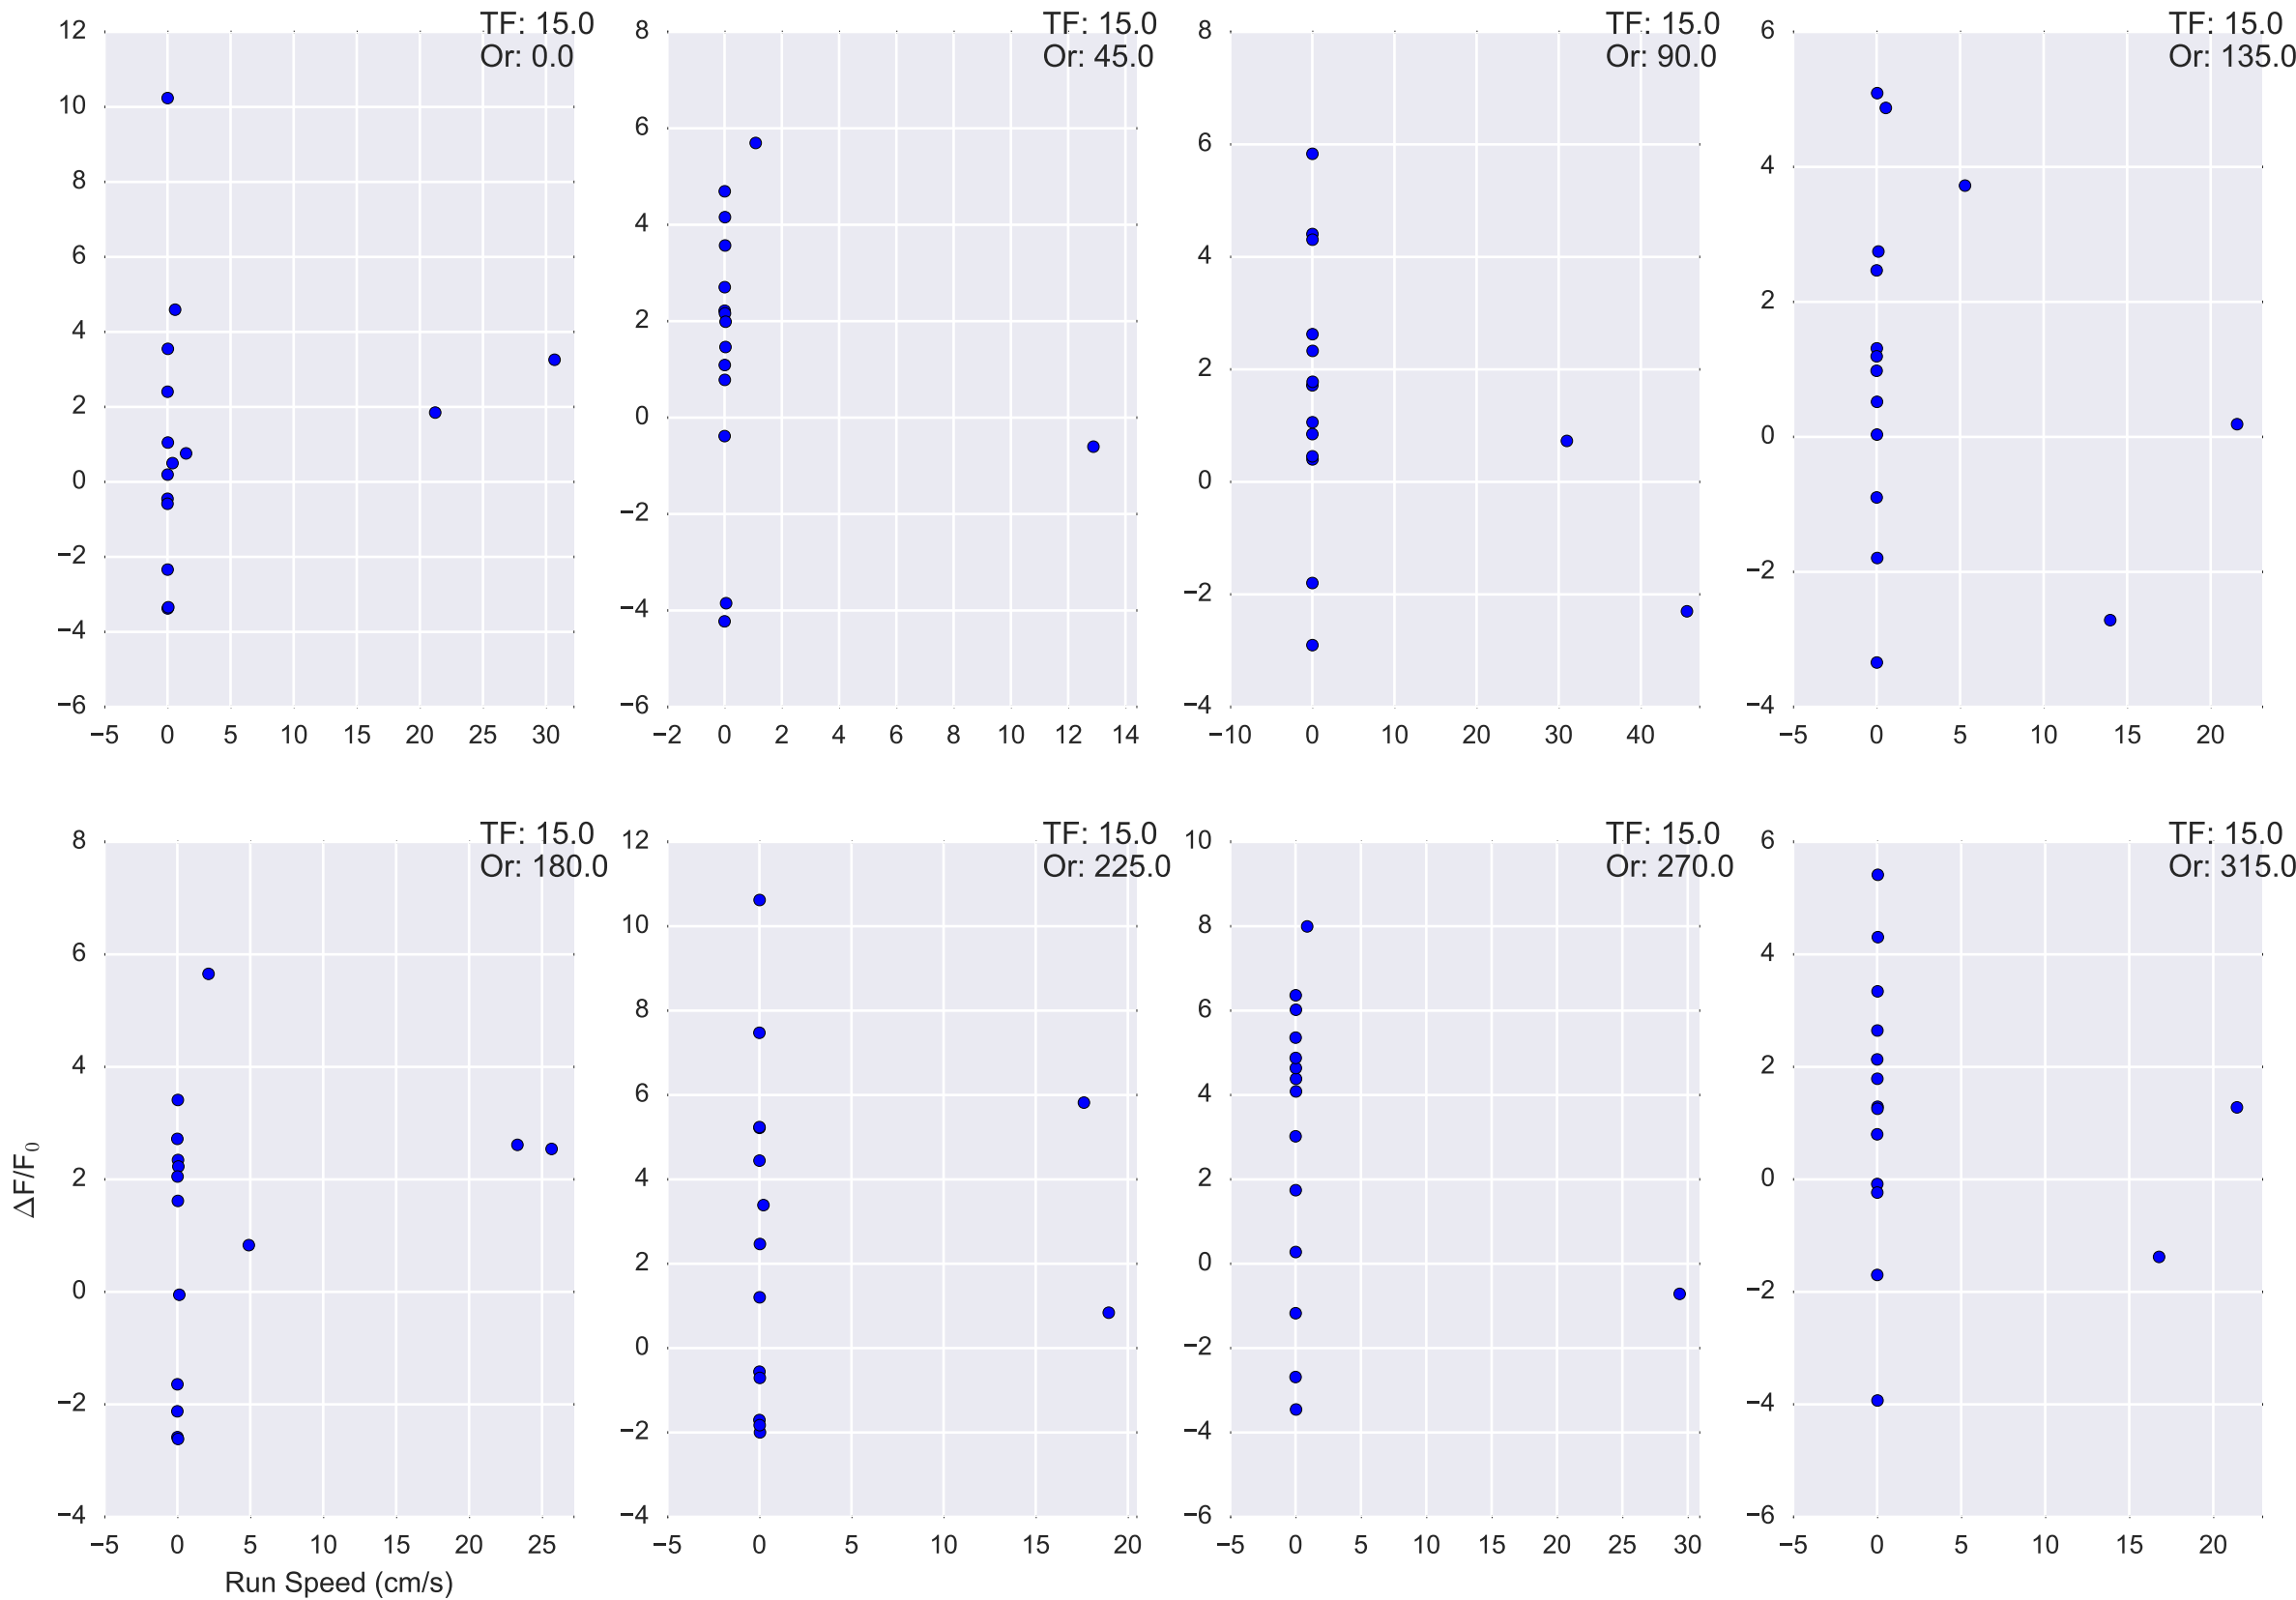 TF: 15.0
Or: 0.0
12
10
8
6
4
2
0
−2
−4
−6
−5 0 5 10 15 20 25 30
TF: 15.0
Or: 45.0
8
6
4
2
0
−2
−4
−6
−2 0 2 4 6 8 10 12 14
TF: 15.0
Or: 90.0
8
6
4
2
0
−2
−4
−10 0 10 20 30 40
TF: 15.0
Or: 135.0
6
4
2
0
−2
−4
−5 0 5 10 15 20
TF: 15.0
Or: 180.0
8
6
4
2
0
−2
−4
−5 0 5 10 15 20 25
ΔF/F₀
Run Speed (cm/s)
TF: 15.0
Or: 225.0
12
10
8
6
4
2
0
−2
−4
−5 0 5 10 15 20
TF: 15.0
Or: 270.0
10
8
6
4
2
0
−2
−4
−6
−5 0 5 10 15 20 25 30
TF: 15.0
Or: 315.0
6
4
2
0
−2
−4
−6
−5 0 5 10 15 20